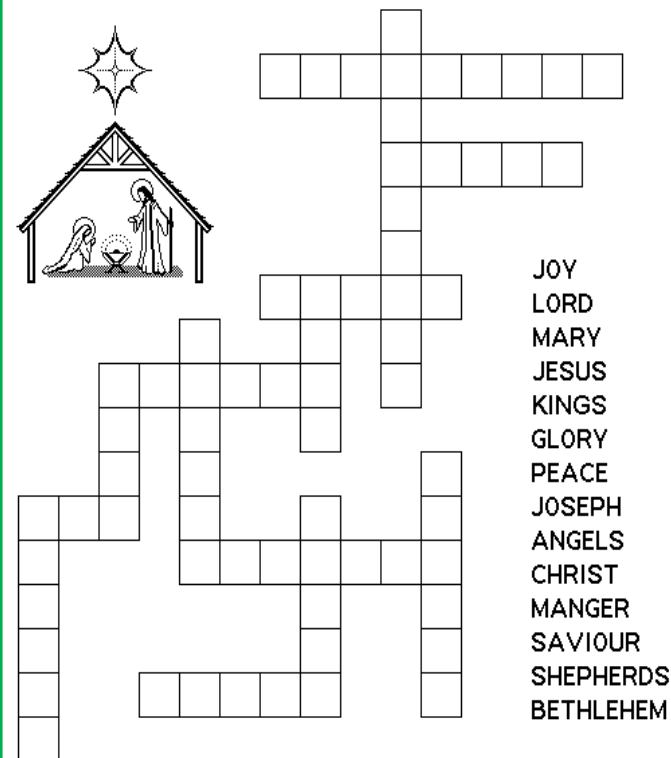 JOY
LORD
MARY
JESUS
KINGS
GLORY
PEACE
JOSEPH
ANGELS
CHRIST
MANGER
SAVIOUR
SHEPHERDS
BETHLEHEM